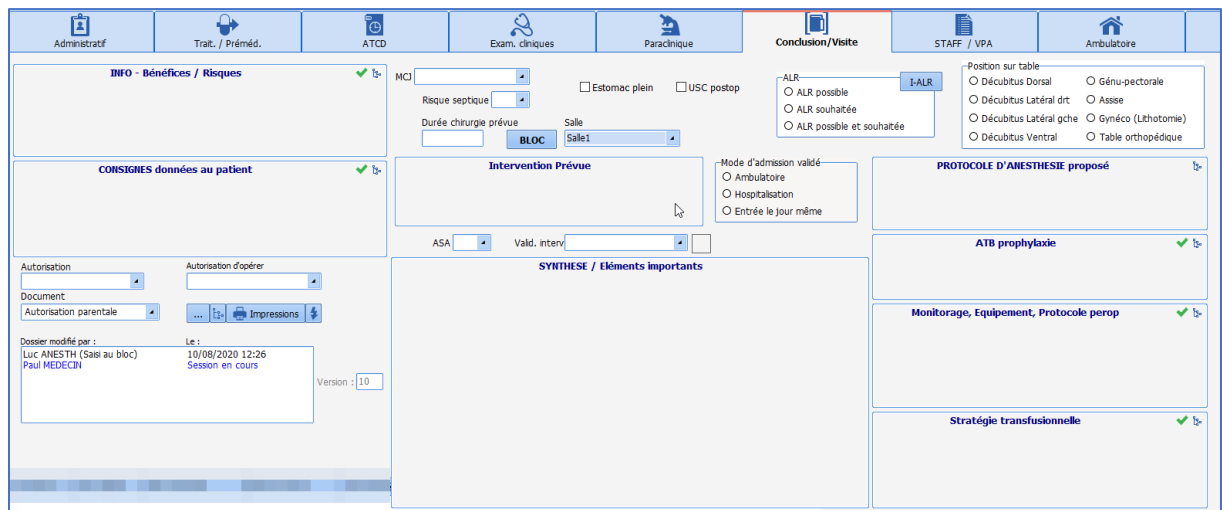 Administratif
Trait. / Préméd.
ATCD
Exam. cliniques
Paraclinique
Conclusion/Visite
STAFF / VPA
Ambulatoire
INFO - Bénéfices / Risques
CONSIGNES données au patient
Autorisation
Autorisation d'opérer
Document
Autorisation parentale
...
Impressions
Dossier modifié par :
Le :
Luc ANESTH (Saisi au bloc)
10/08/2020 12:26
Paul MEDECIN
Session en cours
Version : 10
MCJ
Estomac plein
USC postop
Risque septique
Durée chirurgie prévue
Salle
BLOC
Salle1
ALR
I-ALR
ALR possible
ALR souhaitée
ALR possible et souhaitée
Position sur table
Décubitus Dorsal
Génu-pectorale
Décubitus Latéral drt
Assise
Décubitus Latéral gche
Gynéco (Lithotomie)
Décubitus Ventral
Table orthopédique
Intervention Prévue
Mode d'admission validé
Ambulatoire
Hospitalisation
Entrée le jour même
ASA
Valid. interv
SYNTHESE / Eléments importants
PROTOCOLE D'ANESTHESIE proposé
ATB prophylaxie
Monitorage, Equipement, Protocole perop
Stratégie transfusionnelle